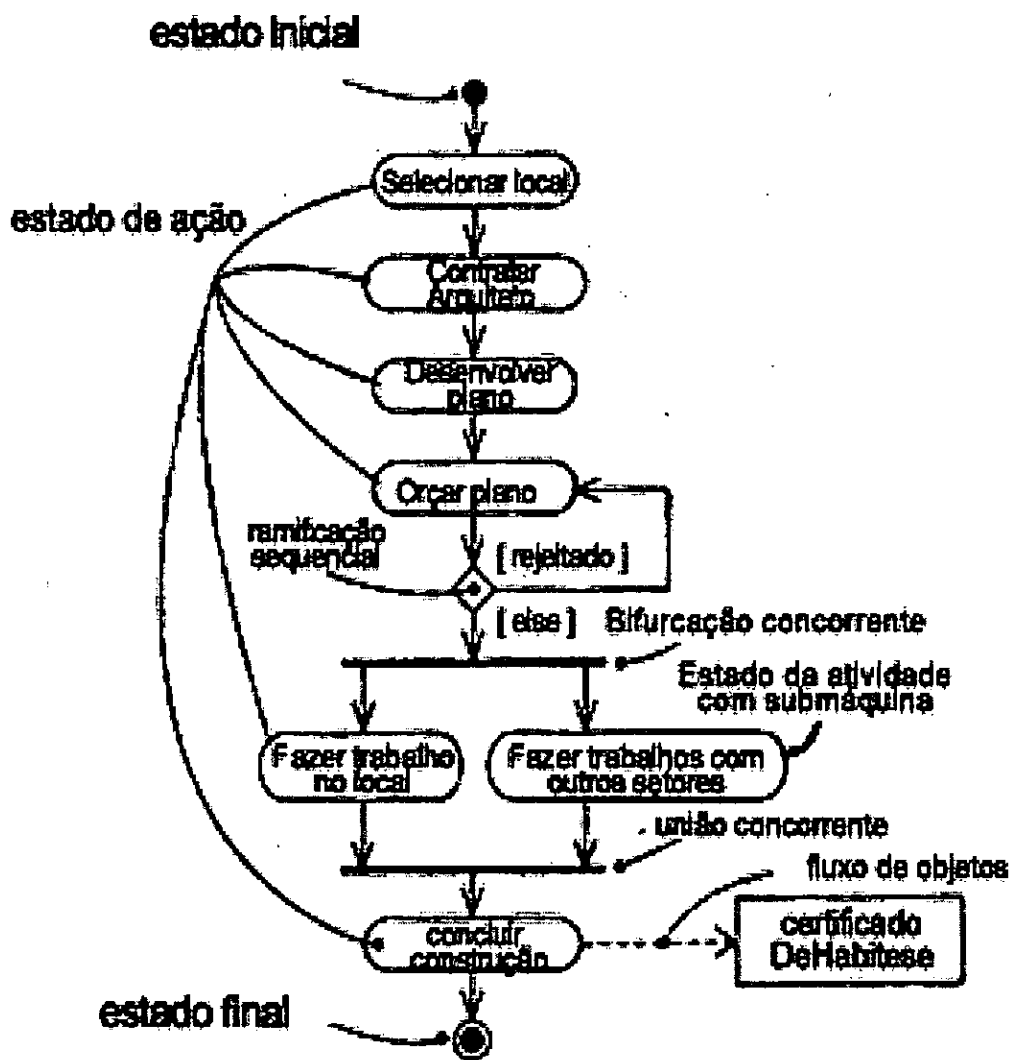 estado inicial
Selecionar local
estado de ação
Contratar
Arquiteto
Desenvolver
plano
Orçar plano
ramificação
sequencial
[ rejeitado ]
[ else ]
Bifurcação concorrente
Estado da atividade
com submáquina
Fazer trabalho
no local
Fazer trabalhos com
outros setores
união concorrente
fluxo de objetos
concluir
construção
certificado
DeHabitese
estado final